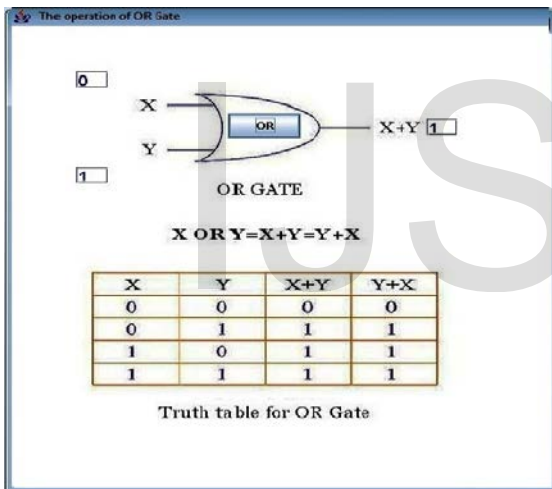 The operation of OR Gate
0
X
OR
X+Y 1
Y
1
OR GATE
X OR Y=X+Y=Y+X
X Y X+Y Y+X
0 0 0 0
0 1 1 1
1 0 1 1
1 1 1 1
Truth table for OR Gate
IJS